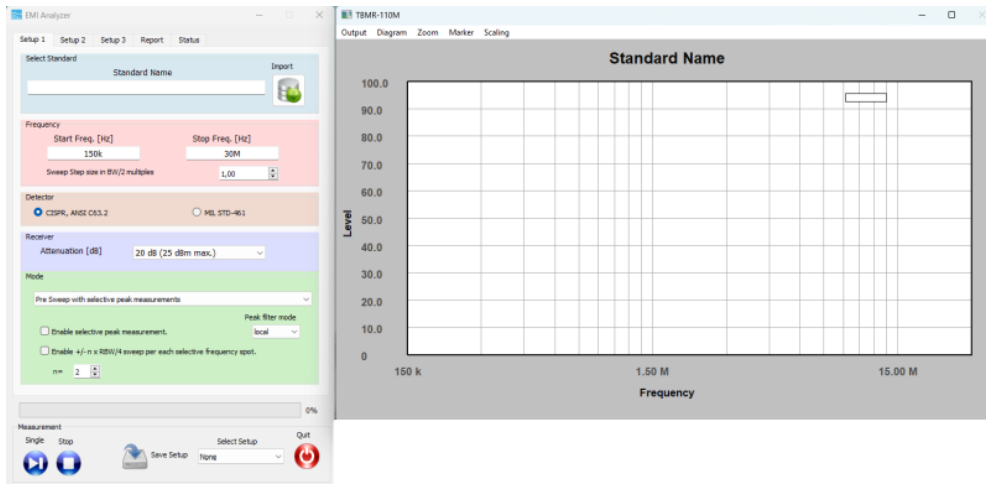 EMI Analyzer
Setup 1 Setup 2 Setup 3 Report Status
Select Standard
Standard Name
Import
Frequency
Start Freq. [Hz] Stop Freq. [Hz]
150k 30M
Sweep Step size in BW/2 multiples 1,00
Detector
CISPR, ANSI C63.2 MIL STD-461
Receiver
Attenuation [dB] 20 dB (25 dBm max.)
Mode
Pre Sweep with selective peak measurements
Peak filter mode
Enable selective peak measurement. local
Enable +/- n x RBW/4 sweep per each selective frequency spot.
n= 2
0%
Measurement
Single Stop Select Setup Quit
Save Setup None
TBMR-110M
Output Diagram Zoom Marker Scaling
Standard Name
100.0
90.0
80.0
70.0
60.0
50.0
40.0
30.0
20.0
10.0
0
Level
150 k 1.50 M 15.00 M
Frequency